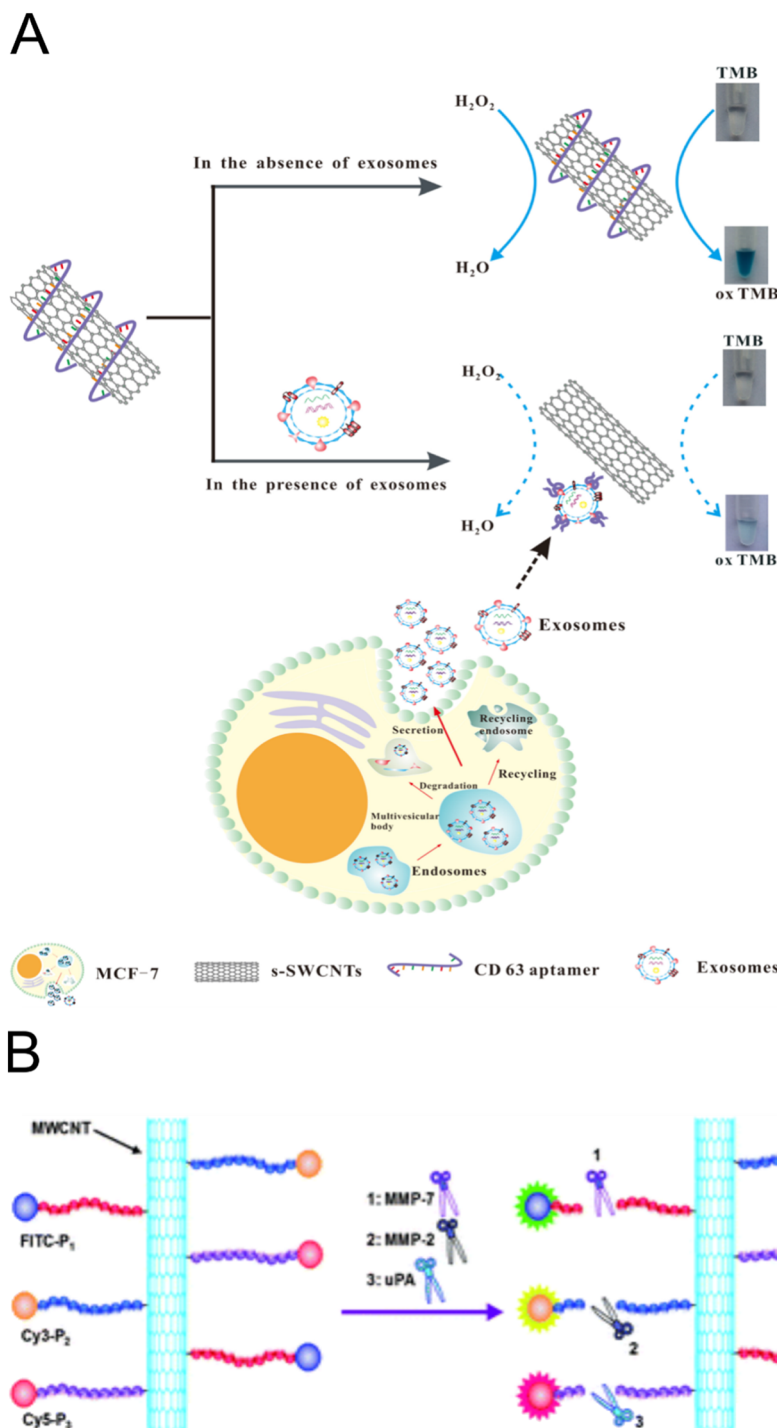 A
TMB
H₂O₂
In the absence of exosomes
H₂O
ox TMB
TMB
H₂O₂
In the presence of exosomes
H₂O
ox TMB
Exosomes
Secretion
Recycling
endosome
Degradation
Recycling
Multivesicular
body
Endosomes
MCF-7
s-SWCNTs
CD 63 aptamer
Exosomes
B
MWCNT
FITC-P₁
Cy3-P₂
Cy5-P₃
1: MMP-7
2: MMP-2
3: uPA
1
2
3